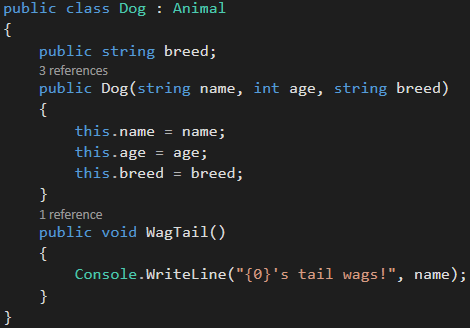 public class Dog : Animal
{
    public string breed;
    3 references
    public Dog(string name, int age, string breed)
    {
        this.name = name;
        this.age = age;
        this.breed = breed;
    }
    1 reference
    public void WagTail()
    {
        Console.WriteLine("{0}'s tail wags!", name);
    }
}